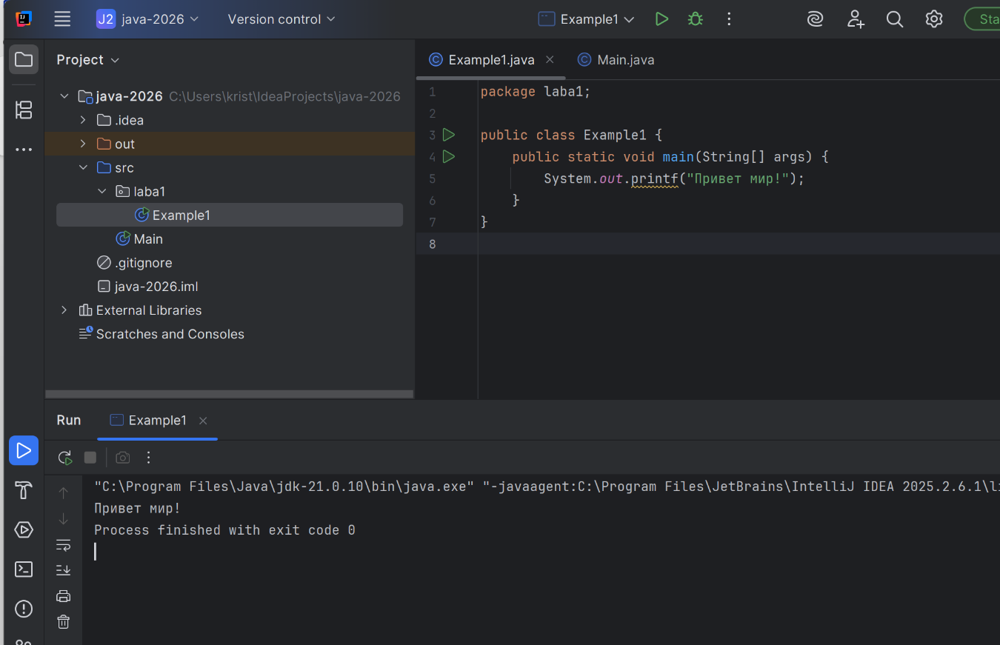 J2 java-2026 Version control Example1 Sta
Project
Example1.java Main.java
java-2026 C:\Users\krist\IdeaProjects\java-2026
.idea
out
src
laba1
Example1
Main
.gitignore
java-2026.iml
External Libraries
Scratches and Consoles
1 package laba1;
2
3 public class Example1 {
4 public static void main(String[] args) {
5 System.out.printf("Привет мир!");
6 }
7 }
8
Run Example1
"C:\Program Files\Java\jdk-21.0.10\bin\java.exe" "-javaagent:C:\Program Files\JetBrains\IntelliJ IDEA 2025.2.6.1\li
Привет мир!
Process finished with exit code 0